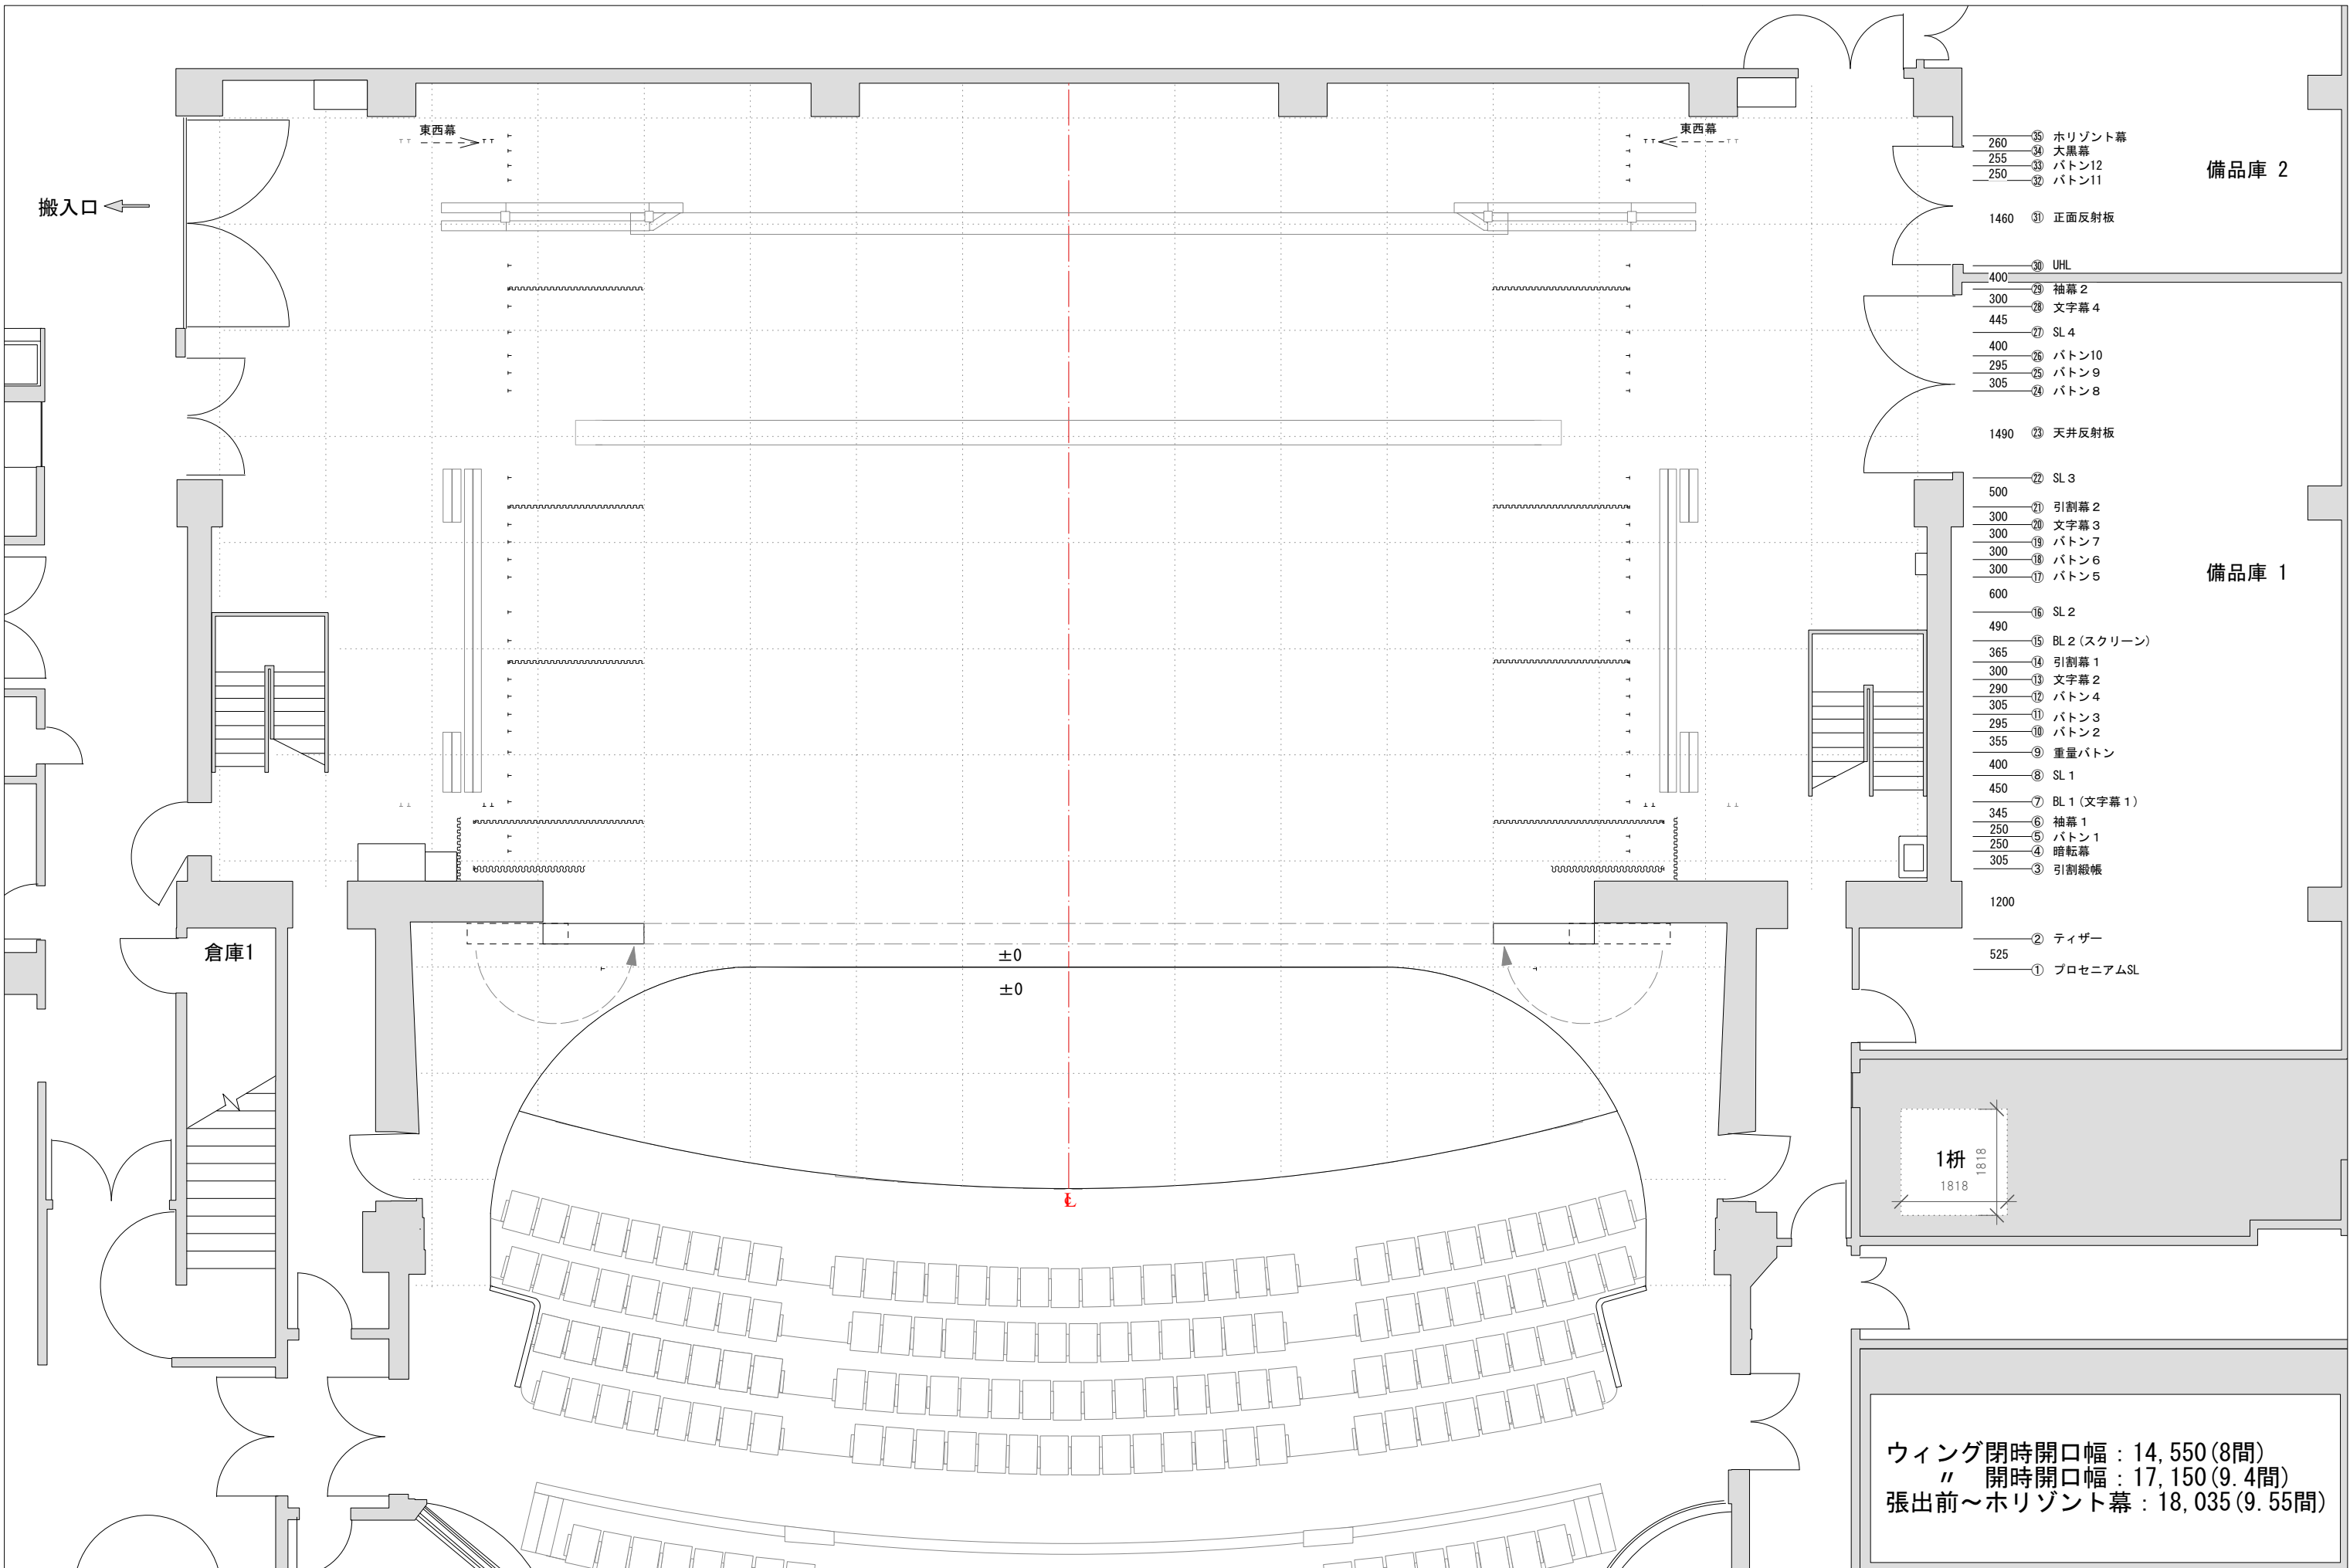 東西幕
東西幕
搬入口
備品庫 2
㉟ ホリゾント幕
260
㉞ 大黒幕
255
㉝ バトン12
250
㉜ バトン11
1460 ㉛ 正面反射板
㉚ UHL
400
㉙ 袖幕2
300
㉘ 文字幕4
445
㉗ SL4
400
㉖ バトン10
295
㉕ バトン9
305
㉔ バトン8
1490 ㉓ 天井反射板
㉒ SL3
500
㉑ 引割幕2
300
⑳ 文字幕3
300
⑲ バトン7
300
⑱ バトン6
300
⑰ バトン5
備品庫 1
600
⑯ SL2
490
⑮ BL2(スクリーン)
365
⑭ 引割幕1
300
⑬ 文字幕2
290
⑫ バトン4
305
⑪ バトン3
295
⑩ バトン2
355
⑨ 重量バトン
400
⑧ SL1
450
⑦ BL1(文字幕1)
345
⑥ 袖幕1
250
⑤ バトン1
250
④ 暗転幕
305
③ 引割緞帳
1200
② ティザー
525
① プロセニアムSL
倉庫1
±0
±0
1枡
1818
1818
ウィング閉時開口幅：14,550(8間)
〃 開時開口幅：17,150(9.4間)
張出前～ホリゾント幕：18,035(9.55間)